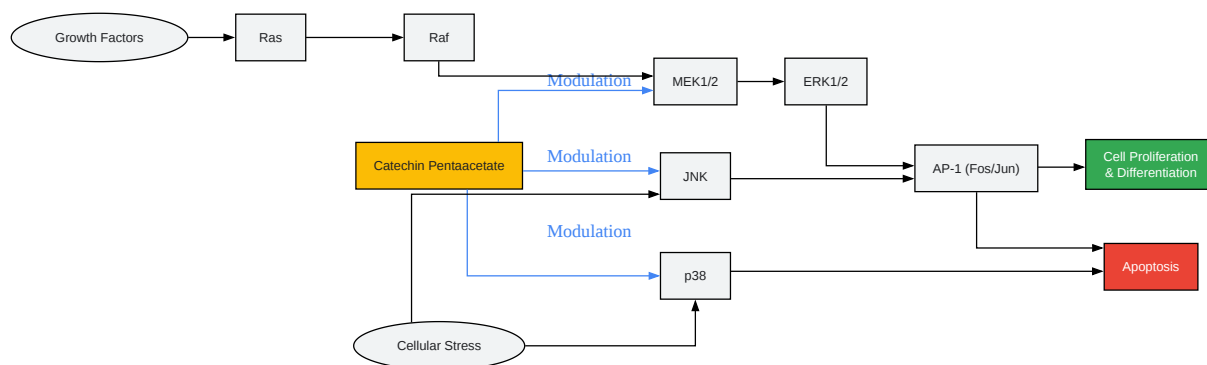 Growth Factors
Ras
Raf
Modulation
MEK1/2
ERK1/2
Catechin Pentaacetate
Modulation
JNK
AP-1 (Fos/Jun)
Cell Proliferation
& Differentiation
Modulation
p38
Apoptosis
Cellular Stress